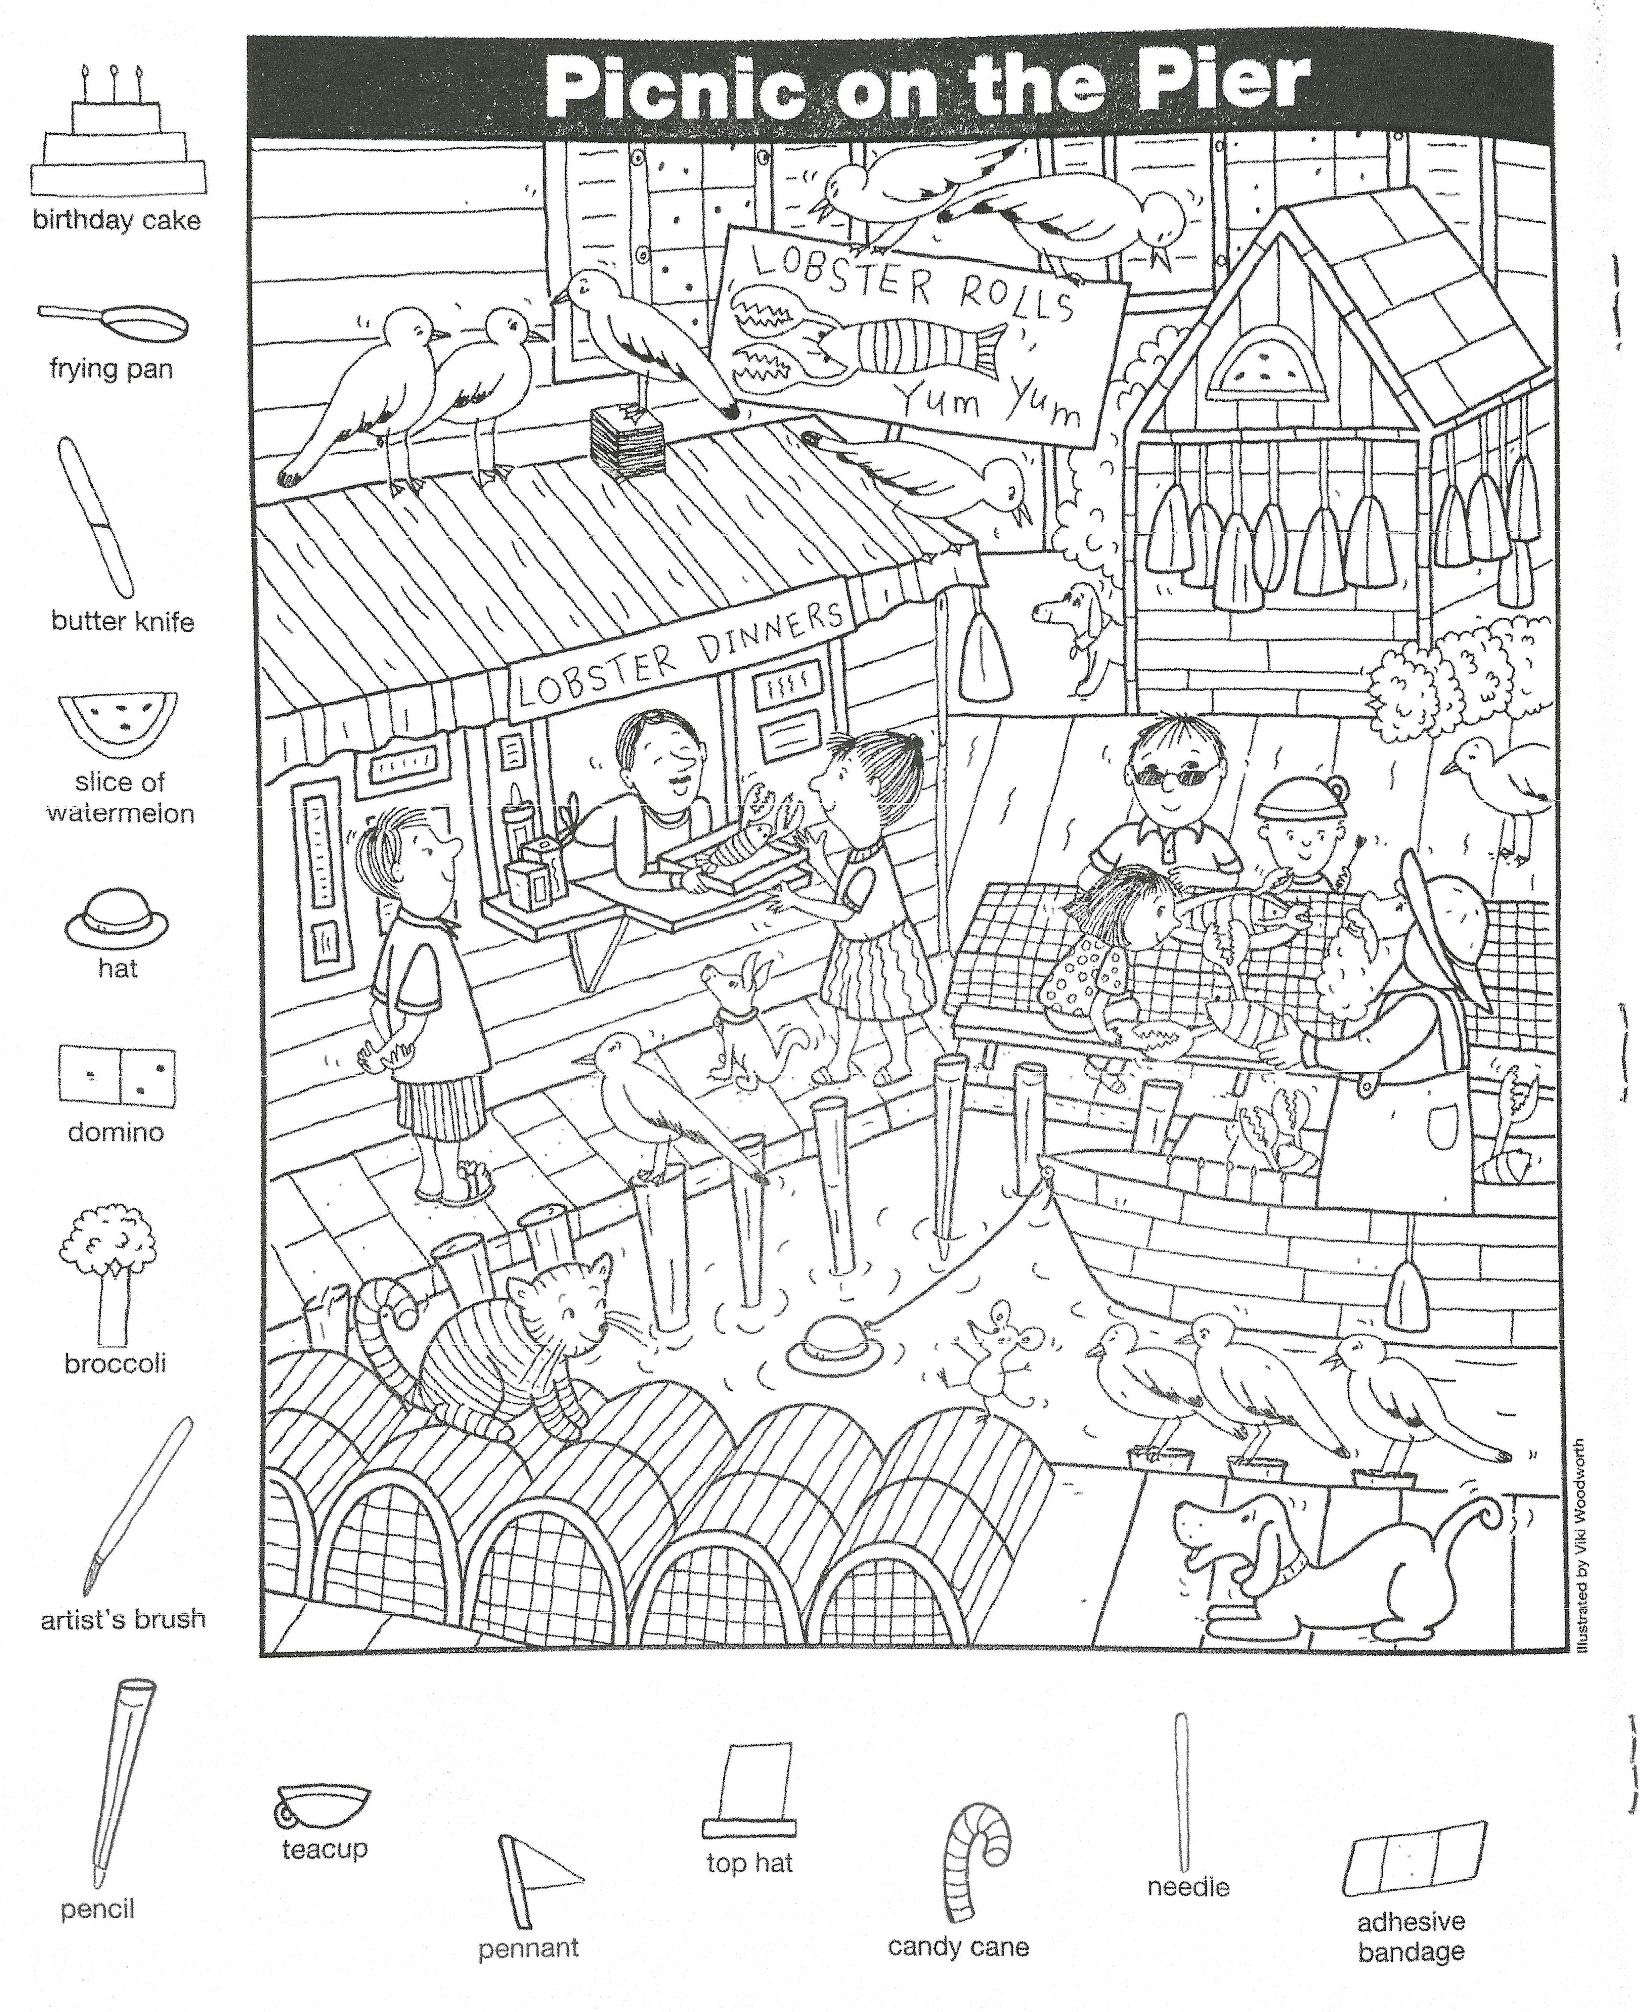 Picnic on the Pier
birthday cake
frying pan
butter knife
slice of
watermelon
hat
domino
broccoli
artist's brush
pencil
LOBSTER ROLLS
Yum Yum
LOBSTER DINNERS
Illustrated by Viki Woodworth
teacup
pennant
top hat
candy cane
needle
adhesive
bandage